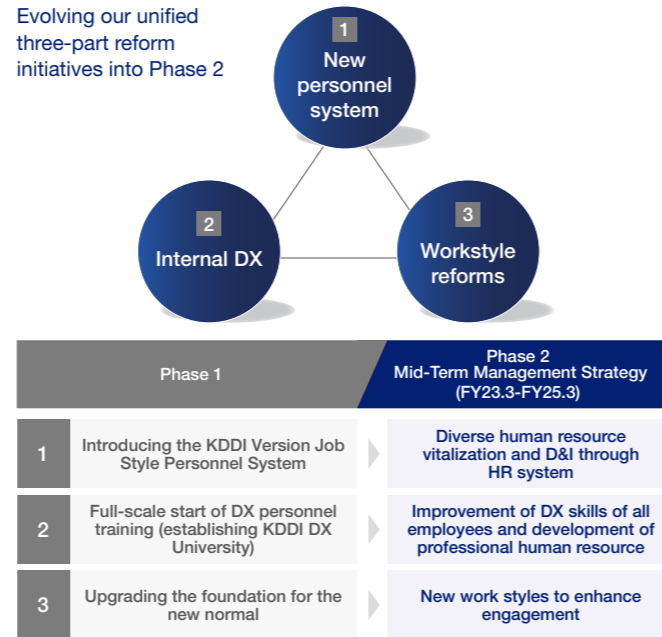 Evolving our unified
three-part reform
initiatives into Phase 2
1
New
personnel
system
2
Internal DX
3
Workstyle
reforms
Phase 1
Phase 2
Mid-Term Management Strategy
(FY23.3-FY25.3)
1
Introducing the KDDI Version Job
Style Personnel System
Diverse human resource
vitalization and D&I through
HR system
2
Full-scale start of DX personnel
training (establishing KDDI DX
University)
Improvement of DX skills of all
employees and development of
professional human resource
3
Upgrading the foundation for the
new normal
New work styles to enhance
engagement